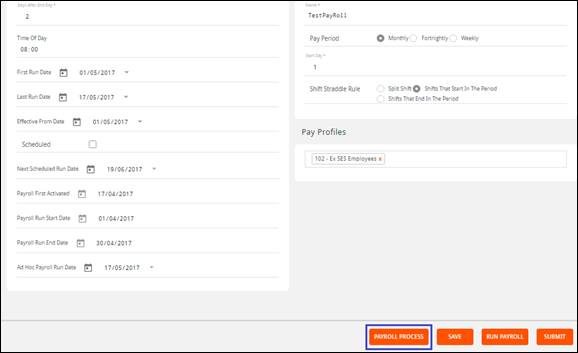 Days After End Day *
2
Time Of Day
08:00
First Run Date 01/05/2017
Last Run Date 17/05/2017
Effective From Date 01/05/2017
Scheduled
Next Scheduled Run Date 19/06/2017
Payroll First Activated 17/04/2017
Payroll Run Start Date 01/04/2017
Payroll Run End Date 30/04/2017
Ad Hoc Payroll Run Date 17/05/2017
Name *
TestPayRoll
Pay Period Monthly Fortnightly Weekly
Start Day *
1
Shift Straddle Rule Split Shift Shifts That Start In The Period
Shifts That End In The Period
Pay Profiles
102 - Ex SES Employees x
PAYROLL PROCESS SAVE RUN PAYROLL SUBMIT